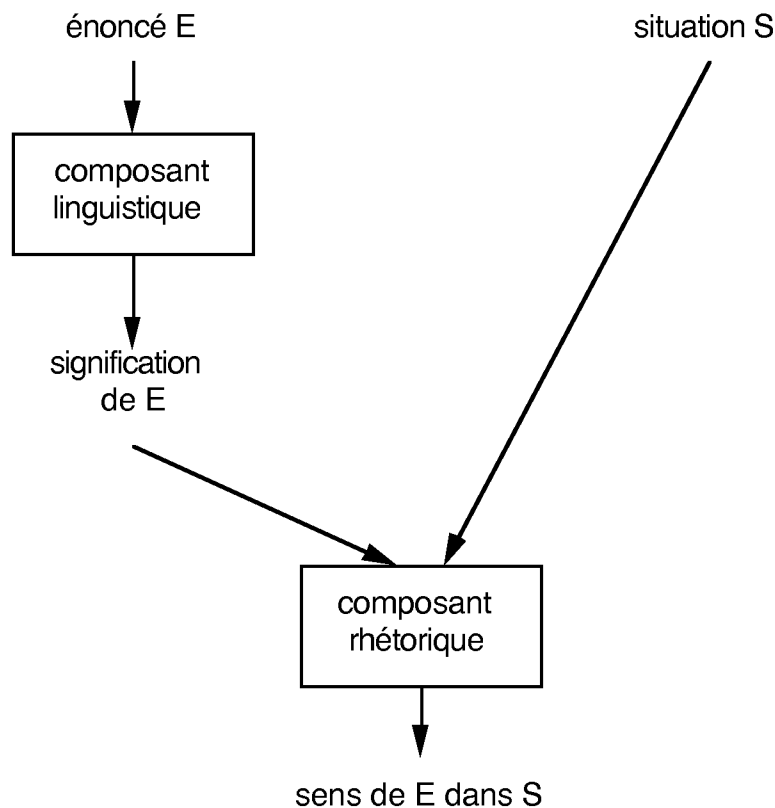 énoncé E
situation S
composant
linguistique
signification
de E
composant
rhétorique
sens de E dans S